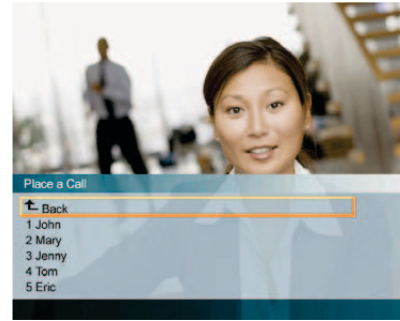 Place a Call
Back
1 John
2 Mary
3 Jenny
4 Tom
5 Eric